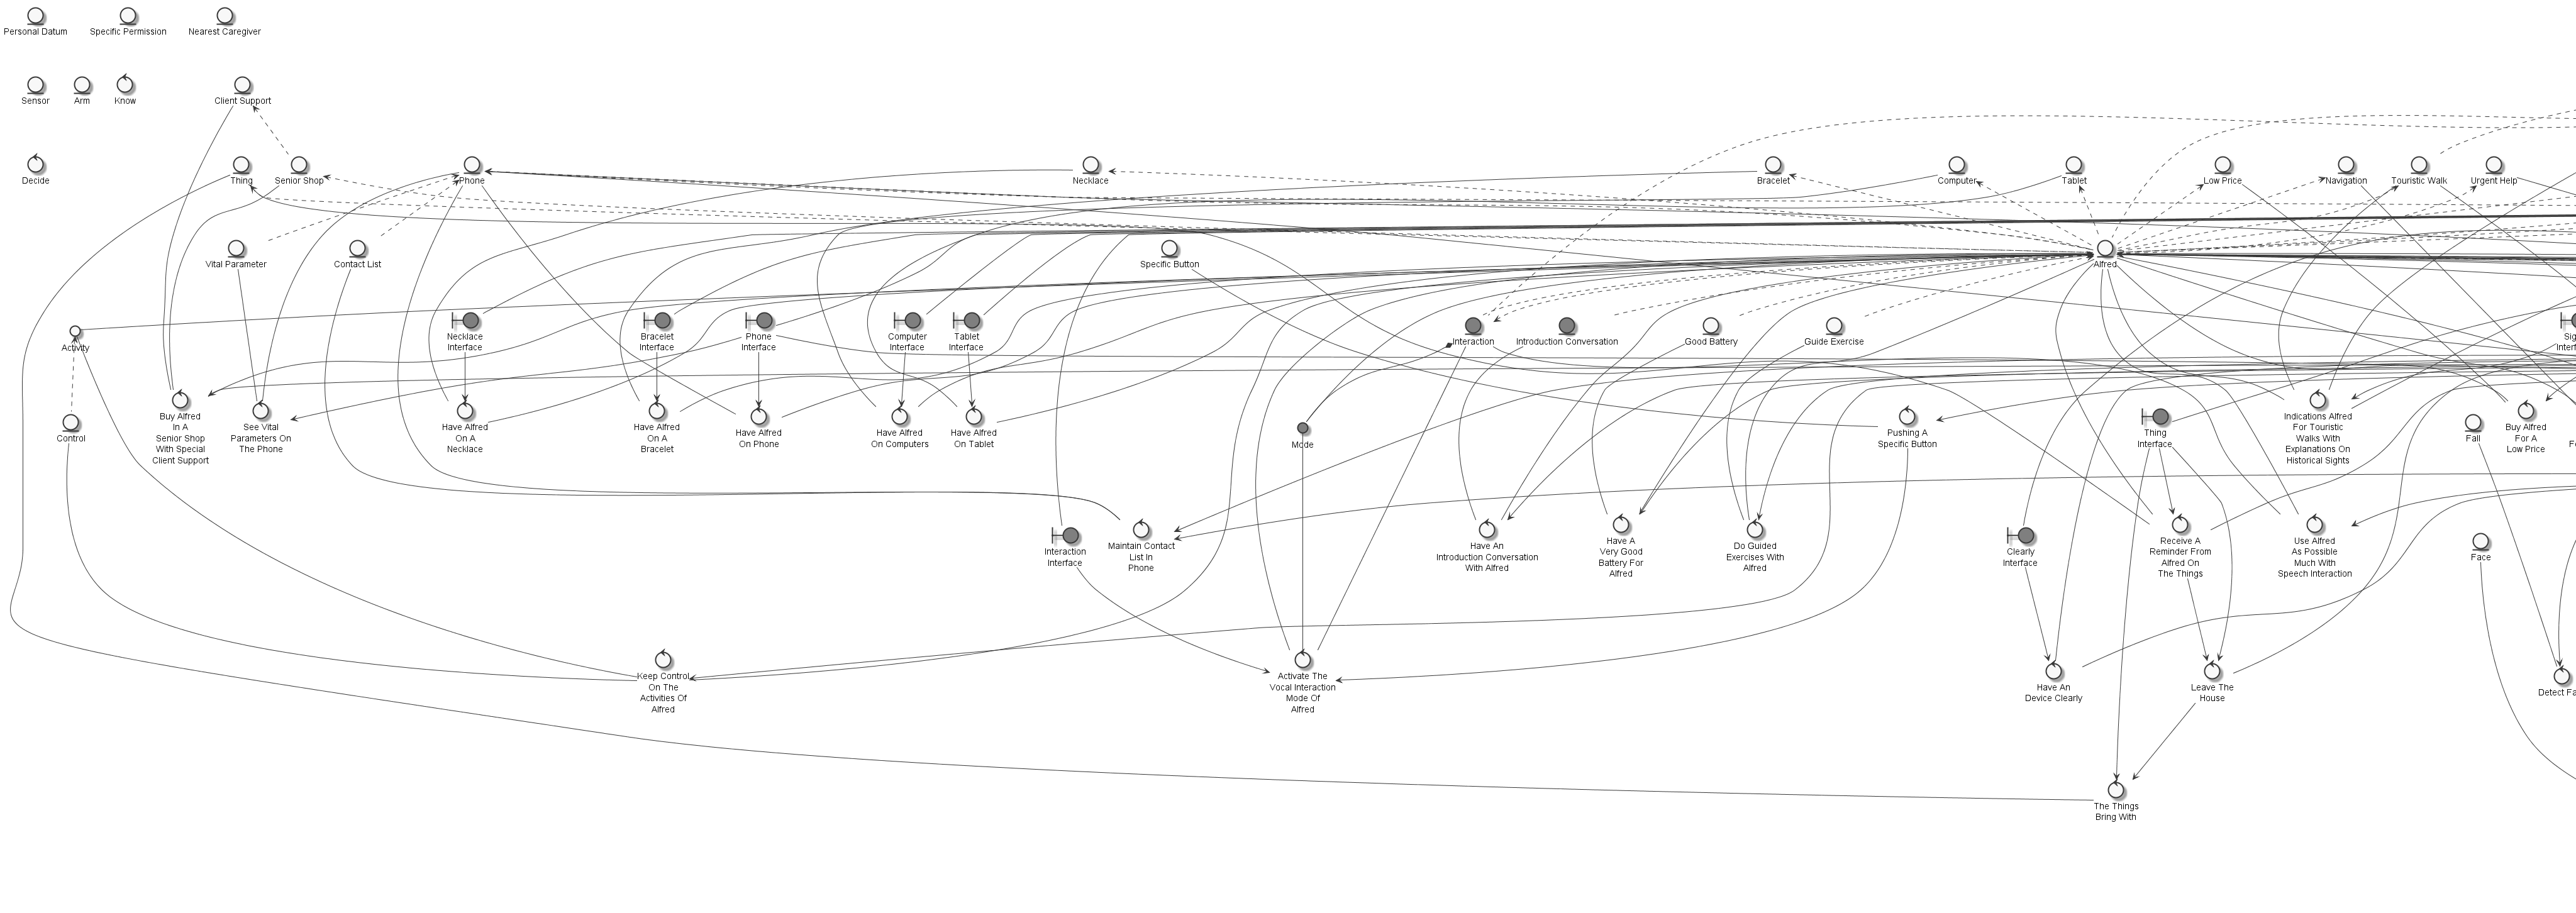 Personal Datum
Specific Permission
Nearest Caregiver
Sensor
Arm
Know
Client Support
Decide
Thing
Senior Shop
Phone
Necklace
Bracelet
Computer
Tablet
Low Price
Navigation
Touristic Walk
Urgent Help
Vital Parameter
Contact List
Specific Button
Alfred
Activity
Necklace
Interface
Bracelet
Interface
Phone
Interface
Computer
Interface
Tablet
Interface
Interaction
Introduction Conversation
Good Battery
Guide Exercise
Control
Buy Alfred
In A
Senior Shop
With Special
Client Support
See Vital
Parameters On
The Phone
Have Alfred
On A
Necklace
Have Alfred
On A
Bracelet
Have Alfred
On Phone
Have Alfred
On Computers
Have Alfred
On Tablet
Mode
Pushing A
Specific Button
Thing
Interface
Indications Alfred
For Touristic
Walks With
Explanations On
Historical Sights
Fall
Buy Alfred
For A
Low Price
Interaction
Interface
Maintain Contact
List In
Phone
Have An
Introduction Conversation
With Alfred
Have A
Very Good
Battery For
Alfred
Do Guided
Exercises With
Alfred
Clearly
Interface
Receive A
Reminder From
Alfred On
The Things
Use Alfred
As Possible
Much With
Speech Interaction
Face
Keep Control
On The
Activities Of
Alfred
Activate The
Vocal Interaction
Mode Of
Alfred
Have An
Device Clearly
Leave The
House
Detect Fa
The Things
Bring With